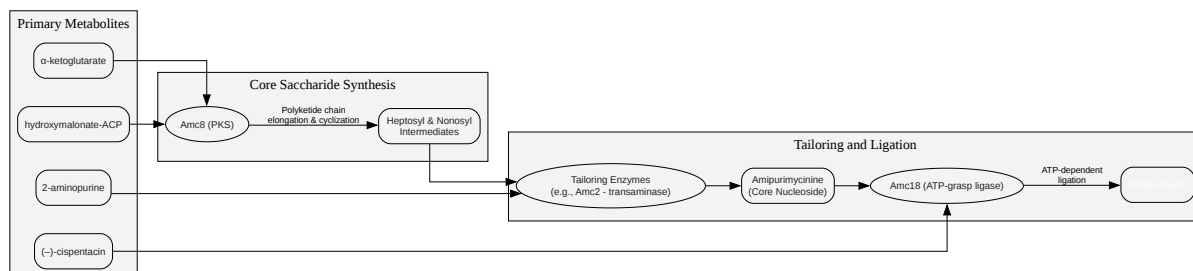 Primary Metabolites
α-ketoglutarate
hydroxymalonate-ACP
2-aminopurine
(–)-cispentacin
Core Saccharide Synthesis
Amc8 (PKS)
Polyketide chain
elongation & cyclization
Heptosyl & Nonosyl
Intermediates
Tailoring and Ligation
Tailoring Enzymes
(e.g., Amc2 - transaminase)
Amipurimycinine
(Core Nucleoside)
Amc18 (ATP-grasp ligase)
ATP-dependent
ligation